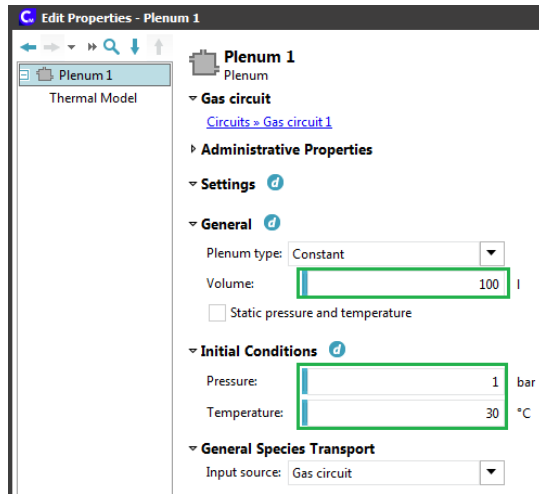 Edit Properties - Plenum 1
Plenum 1
Thermal Model
Plenum 1
Plenum
Gas circuit
Circuits » Gas circuit 1
Administrative Properties
Settings d
General d
Plenum type: Constant
Volume: 100 l
Static pressure and temperature
Initial Conditions d
Pressure: 1 bar
Temperature: 30 °C
General Species Transport
Input source: Gas circuit